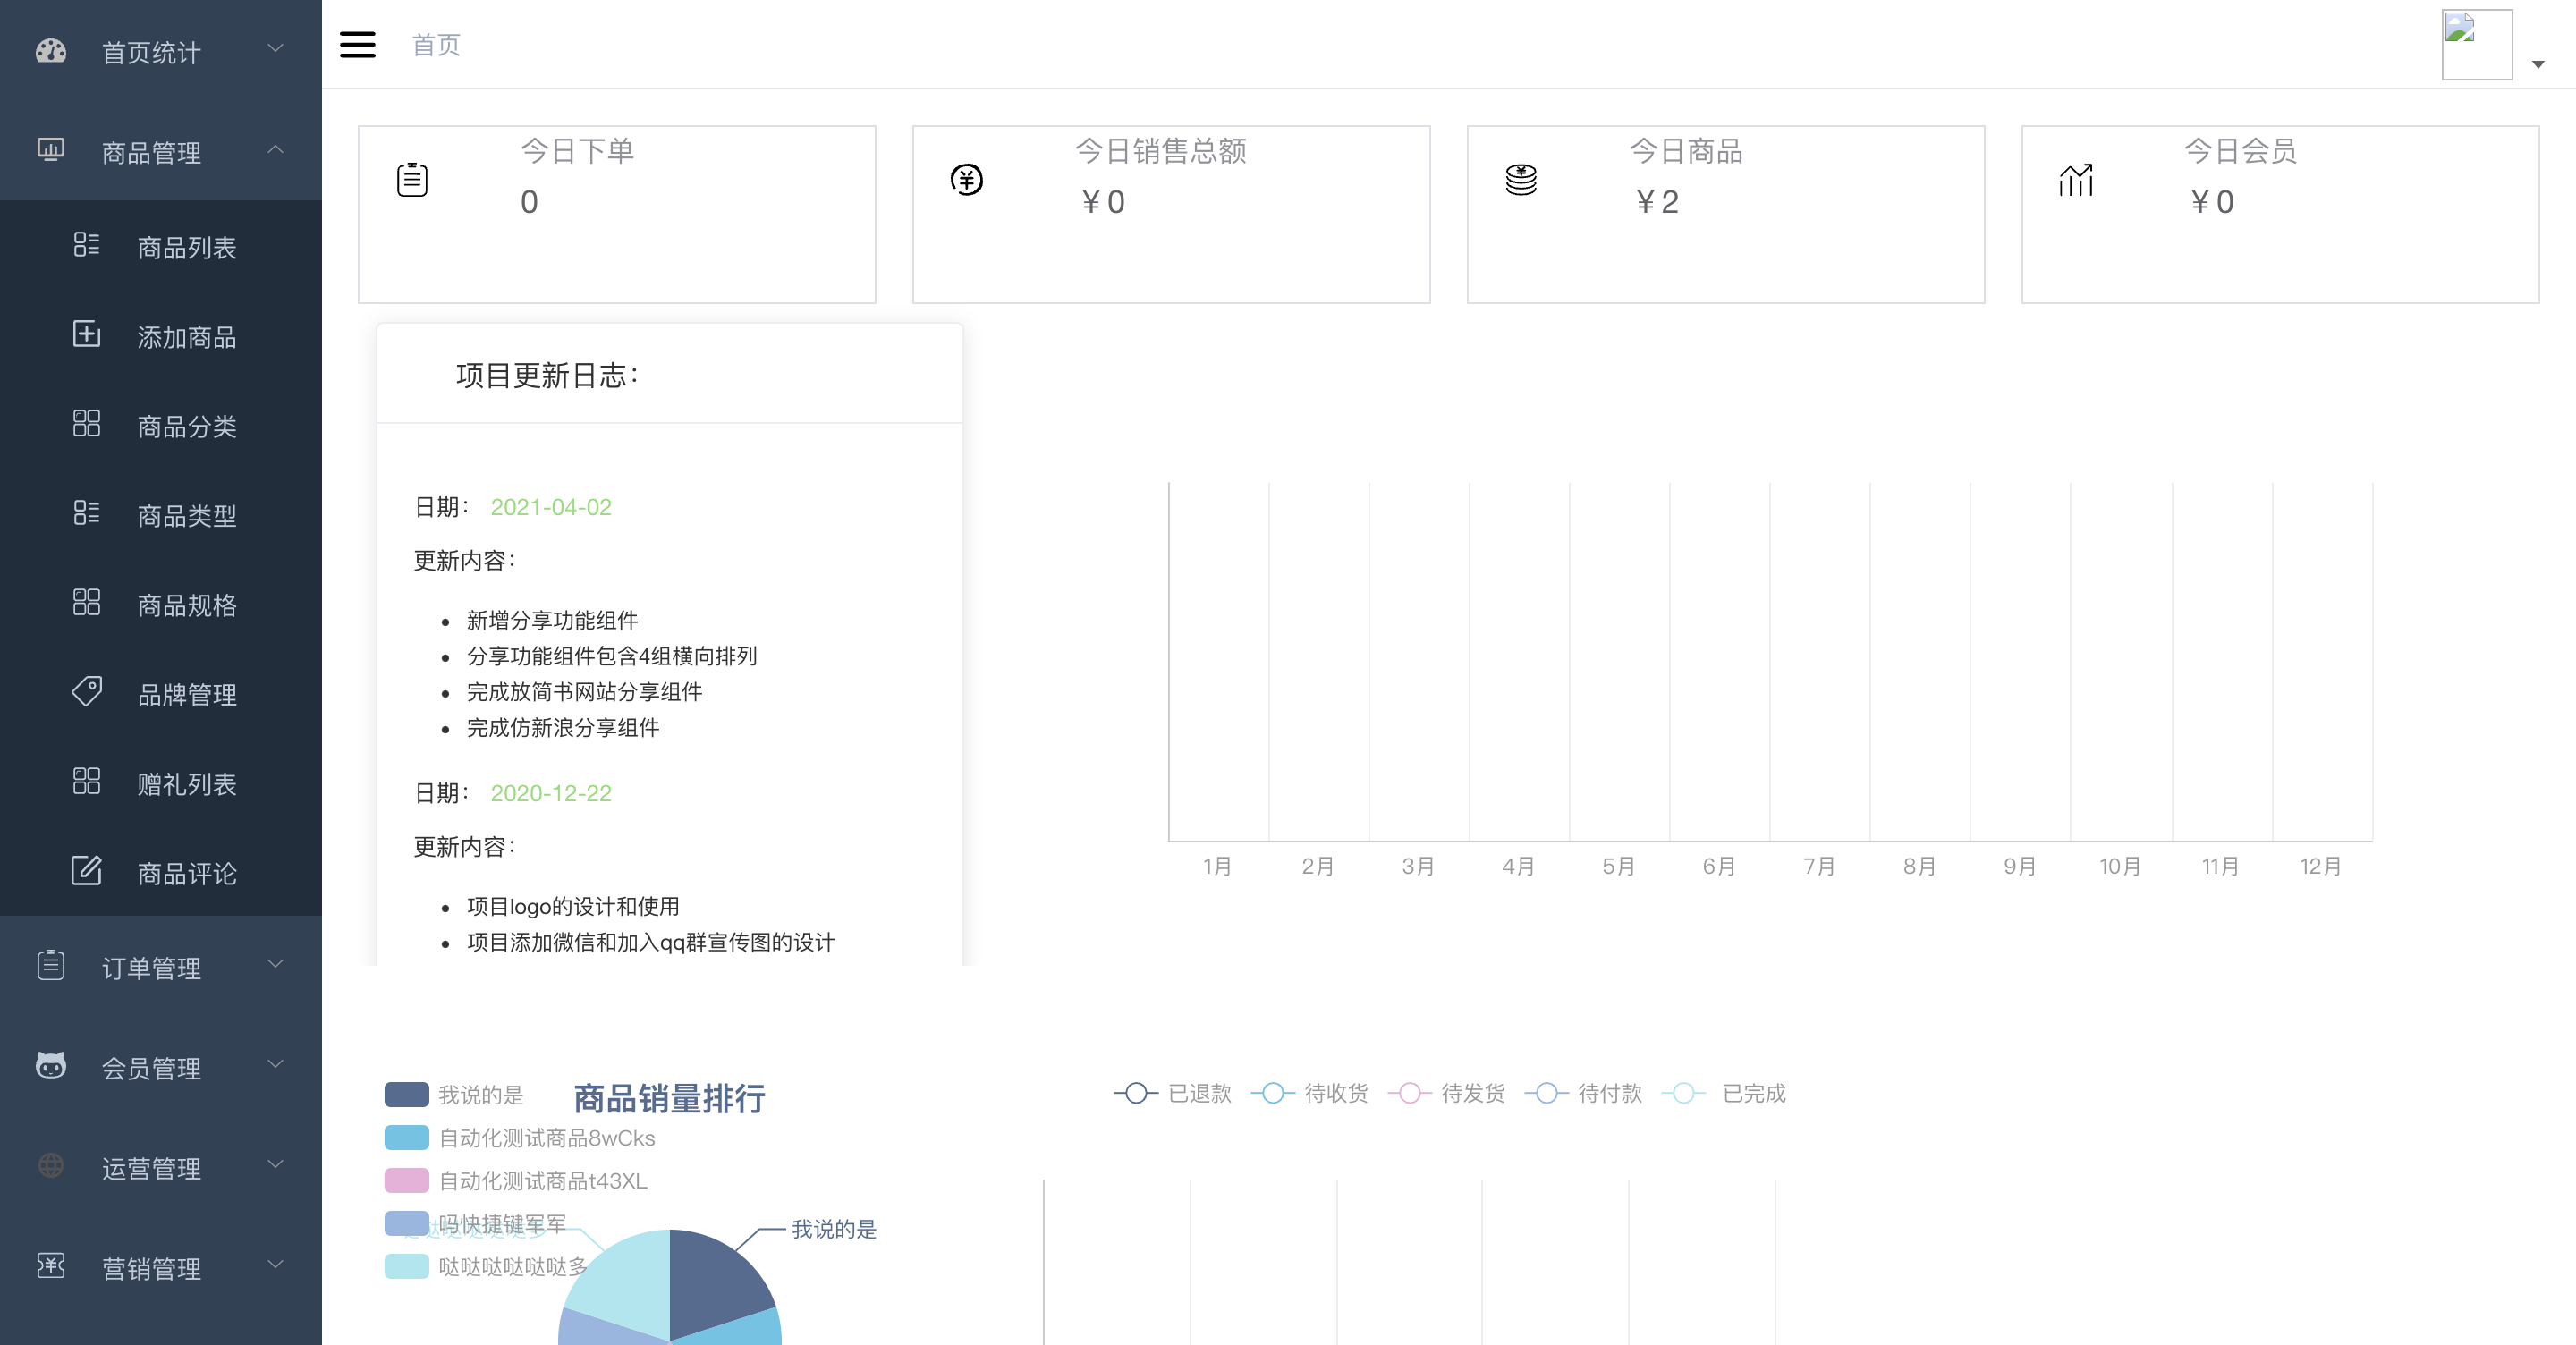 首页统计
商品管理
商品列表
添加商品
商品分类
商品类型
商品规格
品牌管理
赠礼列表
商品评论
订单管理
会员管理
运营管理
营销管理
首页
今日下单
0
今日销售总额
¥0
今日商品
¥2
今日会员
¥0
项目更新日志：
日期： 2021-04-02
更新内容：
新增分享功能组件
分享功能组件包含4组横向排列
完成放简书网站分享组件
完成仿新浪分享组件
日期： 2020-12-22
更新内容：
项目logo的设计和使用
项目添加微信和加入qq群宣传图的设计
1月 2月 3月 4月 5月 6月 7月 8月 9月 10月 11月 12月
商品销量排行
我说的是
自动化测试商品8wCks
自动化测试商品t43XL
吗快捷键军军
哒哒哒哒哒哒多
我说的是
已退款 待收货 待发货 待付款 已完成